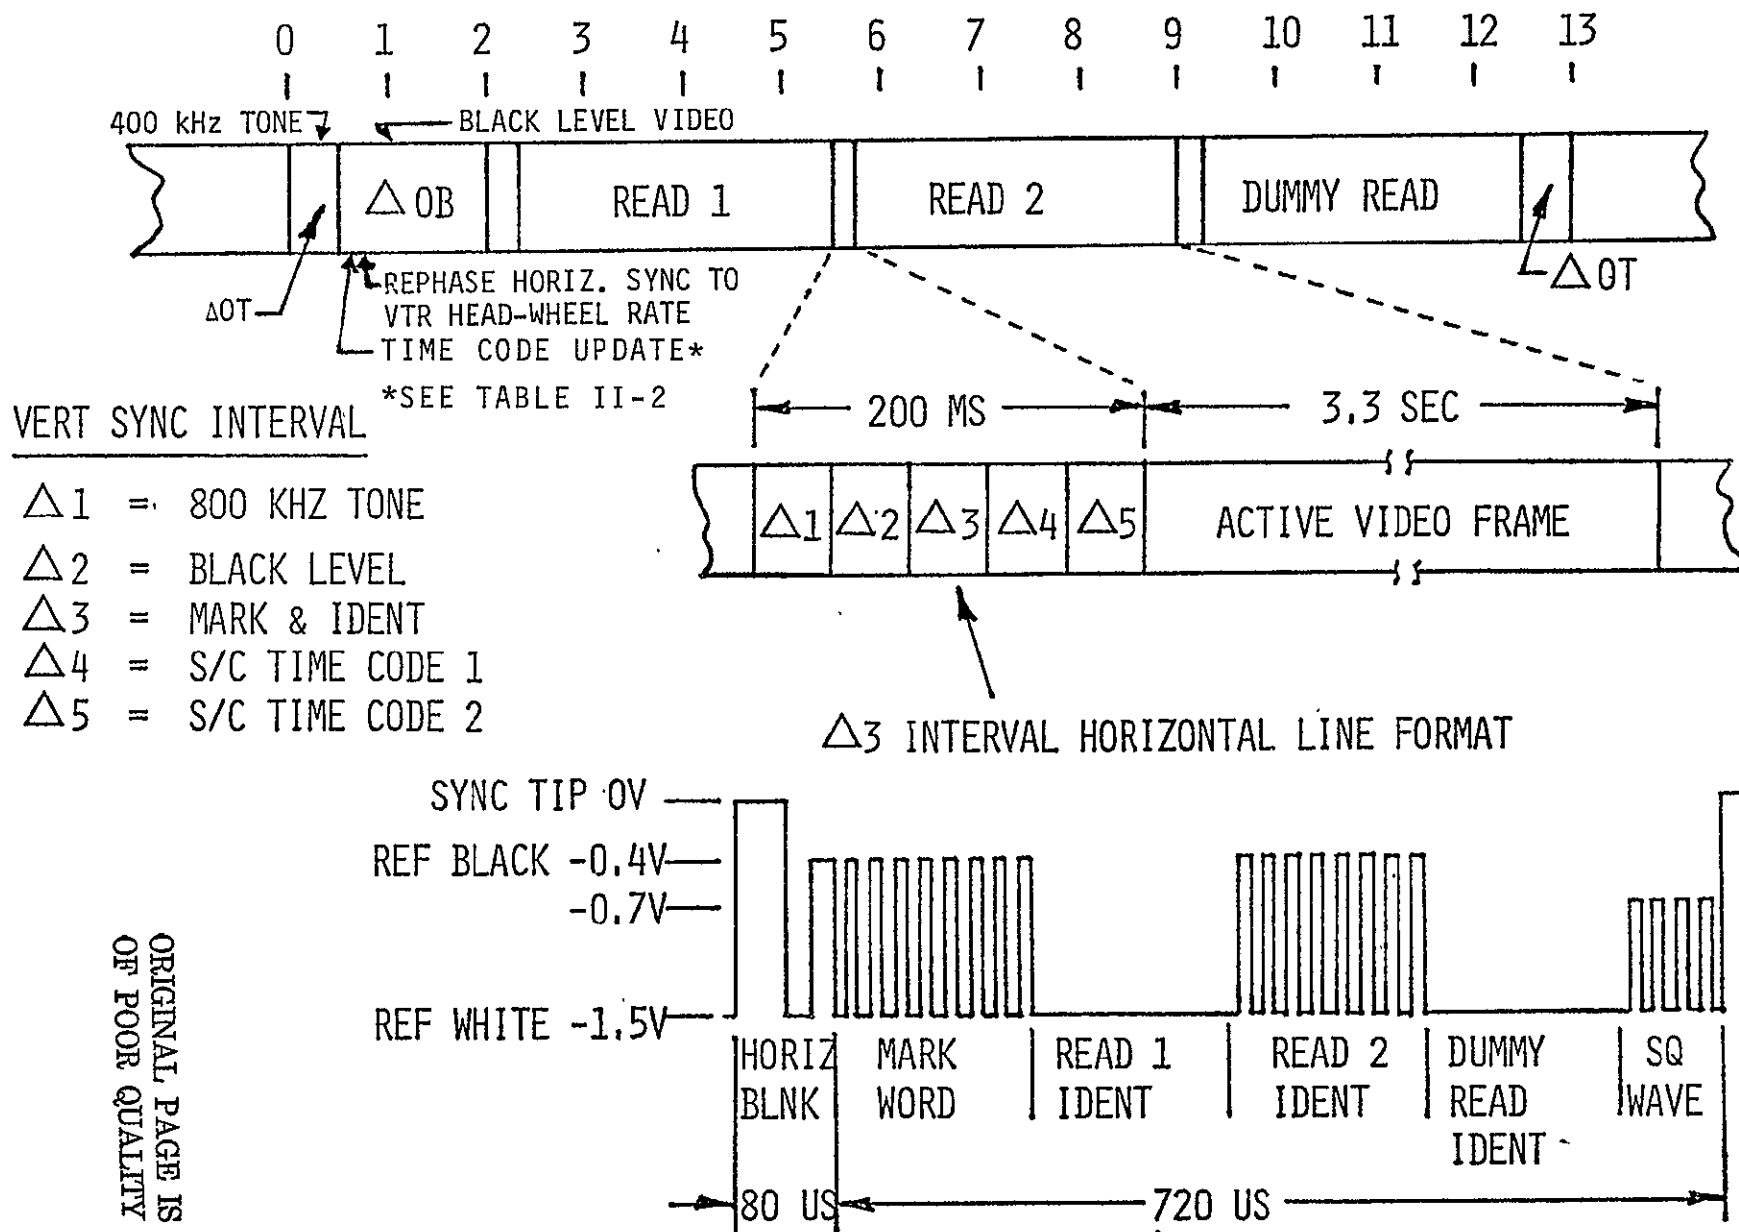 0 1 2 3 4 5 6 7 8 9 10 11 12 13
400 kHz TONE
BLACK LEVEL VIDEO
△OB
READ 1
READ 2
DUMMY READ
△OT
△OT
REPHASE HORIZ. SYNC TO
VTR HEAD-WHEEL RATE
TIME CODE UPDATE*
*SEE TABLE II-2
200 MS
3.3 SEC
VERT SYNC INTERVAL
△1 = 800 KHZ TONE
△2 = BLACK LEVEL
△3 = MARK & IDENT
△4 = S/C TIME CODE 1
△5 = S/C TIME CODE 2
△1 △2 △3 △4 △5 ACTIVE VIDEO FRAME
△3 INTERVAL HORIZONTAL LINE FORMAT
SYNC TIP 0V
REF BLACK -0.4V
-0.7V
REF WHITE -1.5V
HORIZ
BLNK
MARK
WORD
READ 1
IDENT
READ 2
IDENT
DUMMY
READ
IDENT
SQ
WAVE
80 US
720 US
ORIGINAL PAGE IS
OF POOR QUALITY